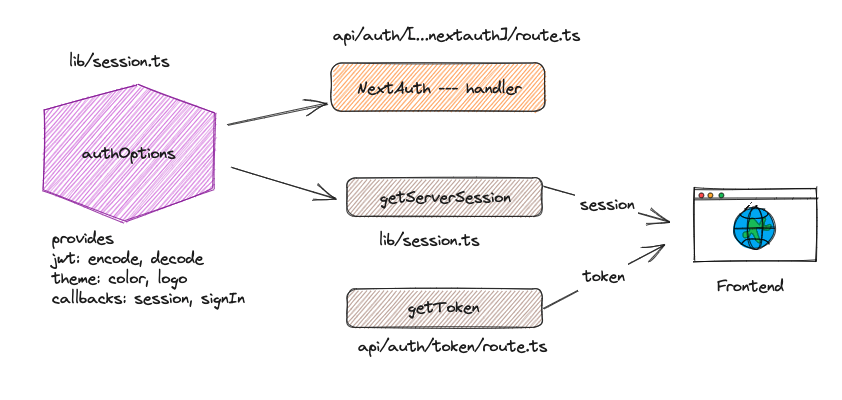 api/auth/[...nextauth]/route.ts
lib/session.ts
NextAuth --- handler
authOptions
getServerSession
session
lib/session.ts
provides
jwt: encode, decode
theme: color, logo
callbacks: session, signIn
token
Frontend
getToken
api/auth/token/route.ts